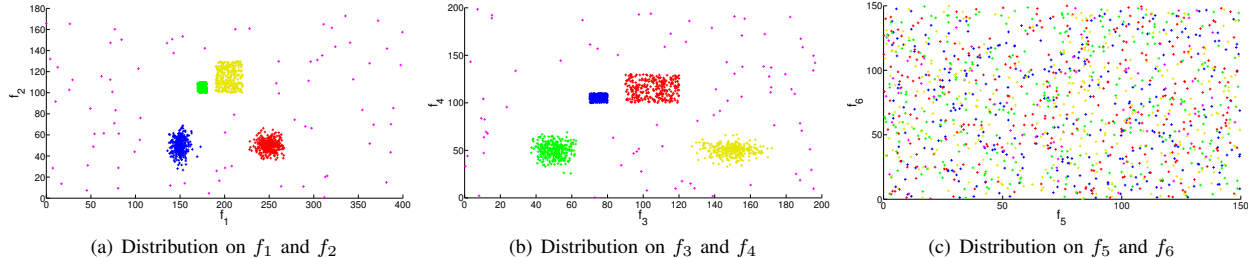 180
160
140
120
100
80
60
40
20
0
f2
0 50 100 150 200 250 300 350 400
f1
(a) Distribution on f1 and f2
200
150
100
50
0
f4
0 20 40 60 80 100 120 140 160 180 200
f3
(b) Distribution on f3 and f4
150
100
50
0
f6
0 50 100 150
f5
(c) Distribution on f5 and f6